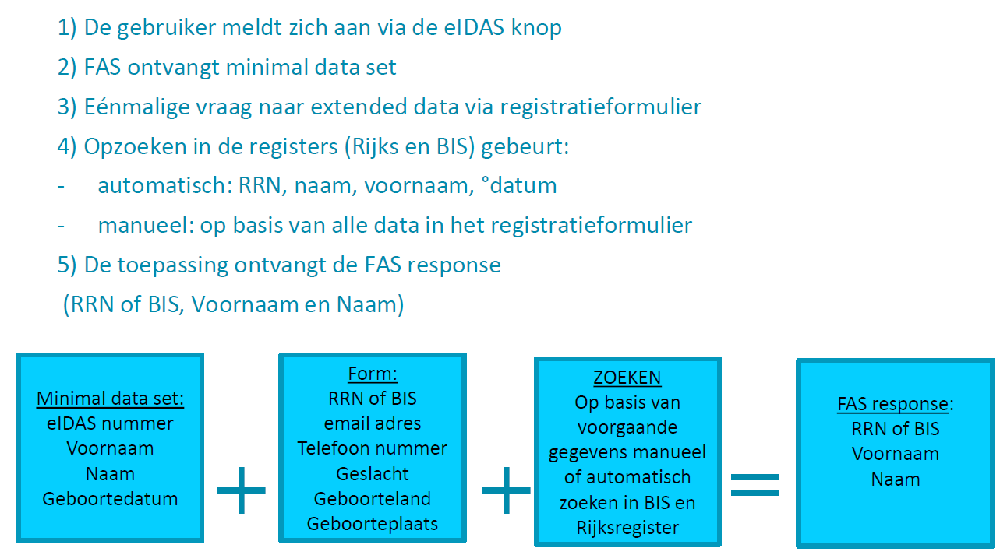 1) De gebruiker meldt zich aan via de eIDAS knop
2) FAS ontvangt minimal data set
3) Eénmalige vraag naar extended data via registratieformulier
4) Opzoeken in de registers (Rijks en BIS) gebeurt:
- automatisch: RRN, naam, voornaam, °datum
- manueel: op basis van alle data in het registratieformulier
5) De toepassing ontvangt de FAS response
(RRN of BIS, Voornaam en Naam)
Minimal data set:
eIDAS nummer
Voornaam
Naam
Geboortedatum
+
Form:
RRN of BIS
email adres
Telefoon nummer
Geslacht
Geboorteland
Geboorteplaats
+
ZOEKEN
Op basis van
voorgaande
gegevens manueel
of automatisch
zoeken in BIS en
Rijksregister
=
FAS response:
RRN of BIS
Voornaam
Naam